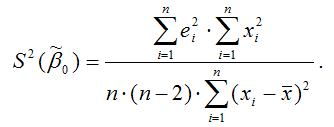 S²(β̃₀) = (∑ᵢ₌₁ⁿ eᵢ² · ∑ᵢ₌₁ⁿ xᵢ²) / (n·(n−2)·∑ᵢ₌₁ⁿ (xᵢ − x̄)²) .